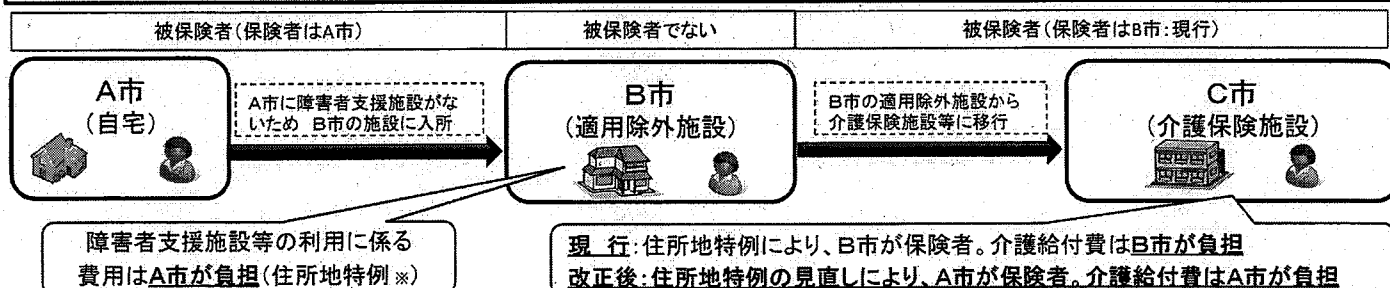 被保険者(保険者はA市)
被保険者でない
被保険者(保険者はB市:現行)
A市
(自宅)
A市に障害者支援施設がな
いため B市の施設に入所
B市
(適用除外施設)
B市の適用除外施設から
介護保険施設等に移行
C市
(介護保険施設)
障害者支援施設等の利用に係る
費用はA市が負担(住所地特例※)
現 行:住所地特例により、B市が保険者。介護給付費はB市が負担
改正後:住所地特例の見直しにより、A市が保険者。介護給付費はA市が負担